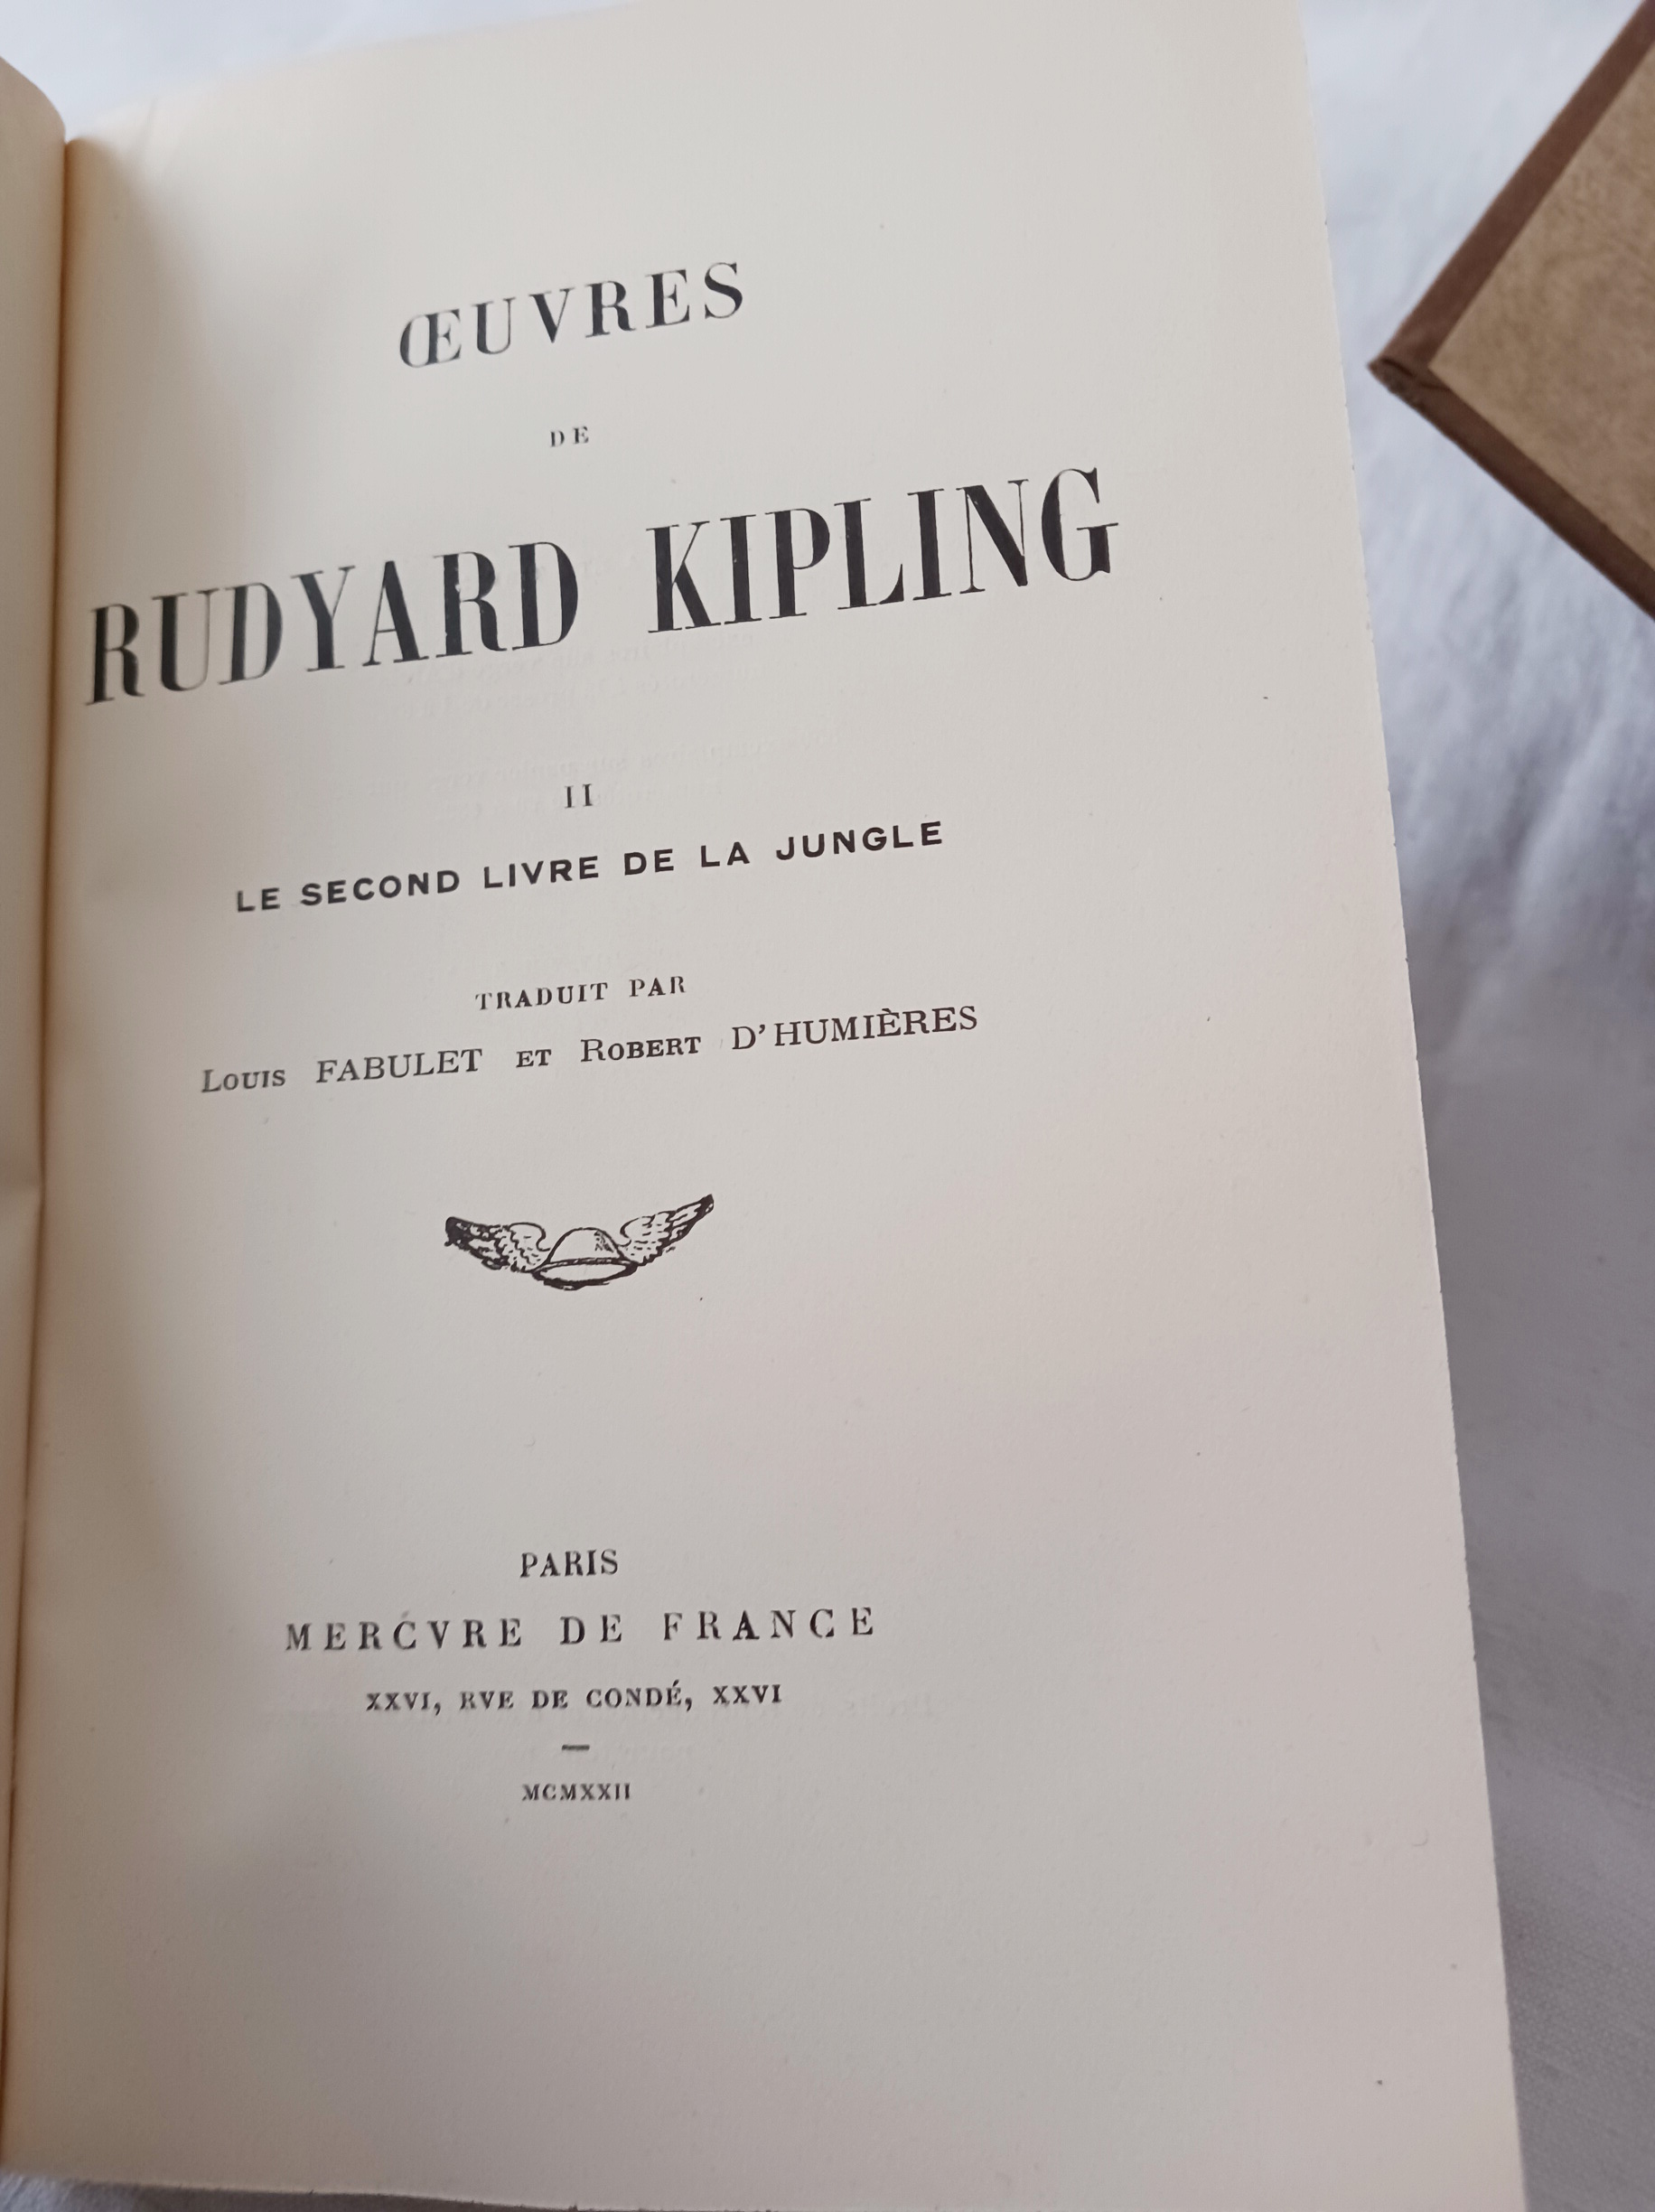 ŒUVRES
DE
RUDYARD KIPLING
II
LE SECOND LIVRE DE LA JUNGLE
TRADUIT PAR
LOUIS FABULET ET ROBERT D'HUMIÈRES
PARIS
MERCVRE DE FRANCE
XXVI, RVE DE CONDÉ, XXVI
MCMXXII